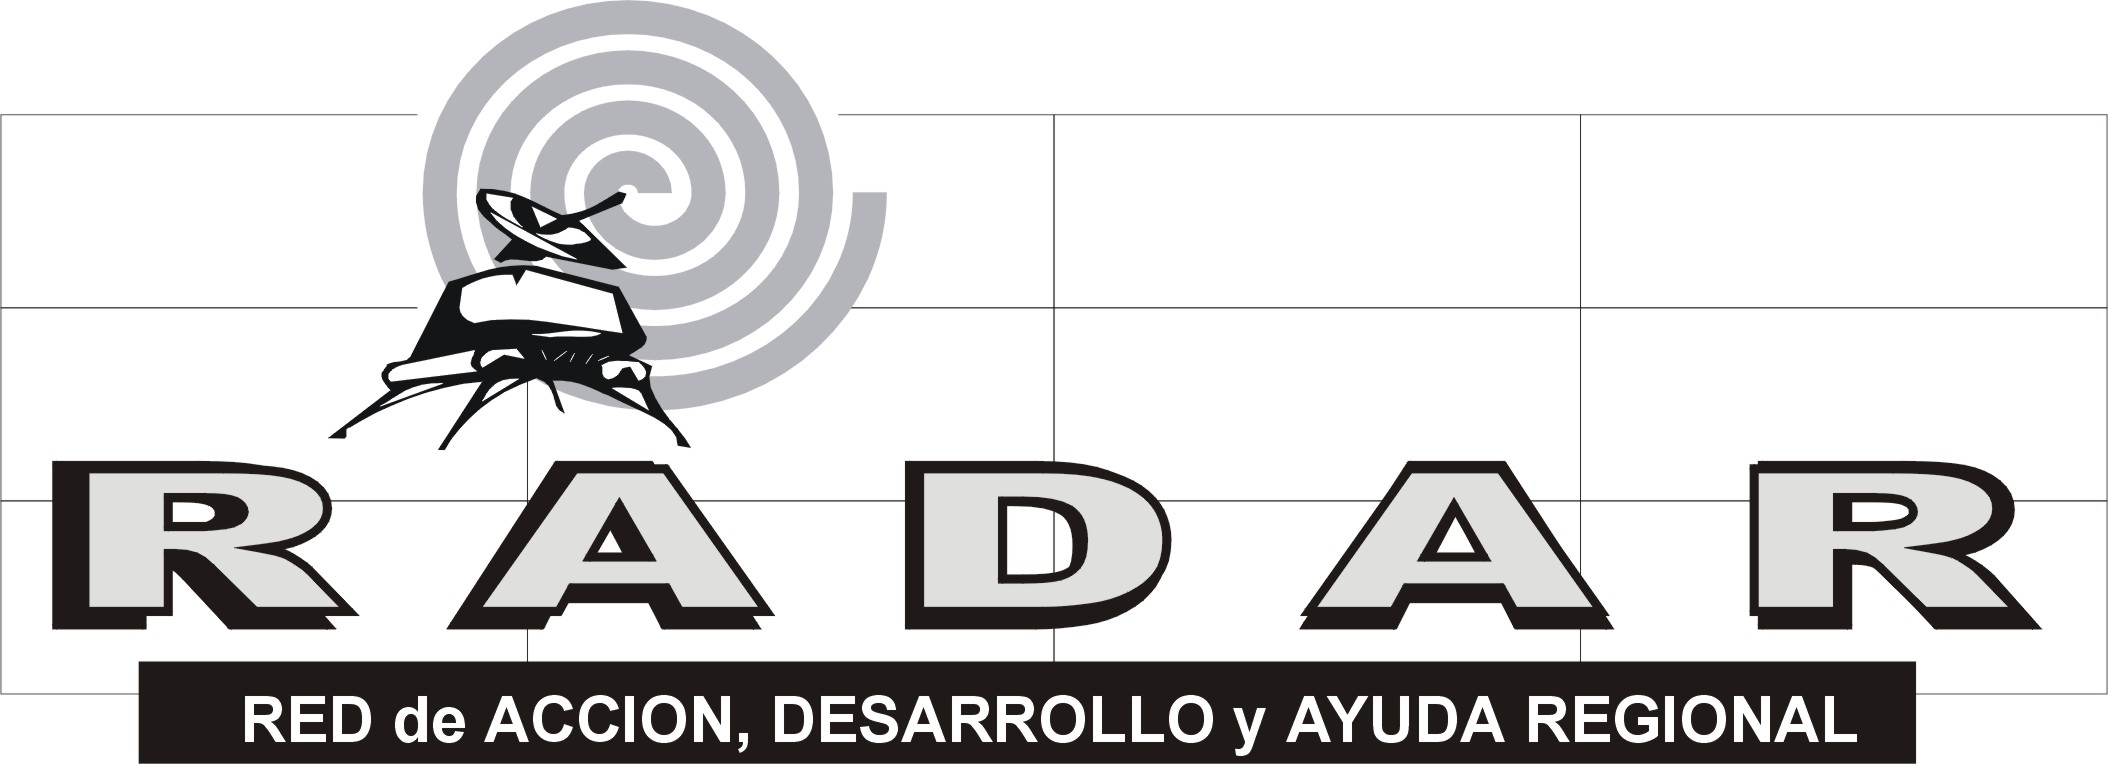 RADAR
RED de ACCION, DESARROLLO y AYUDA REGIONAL